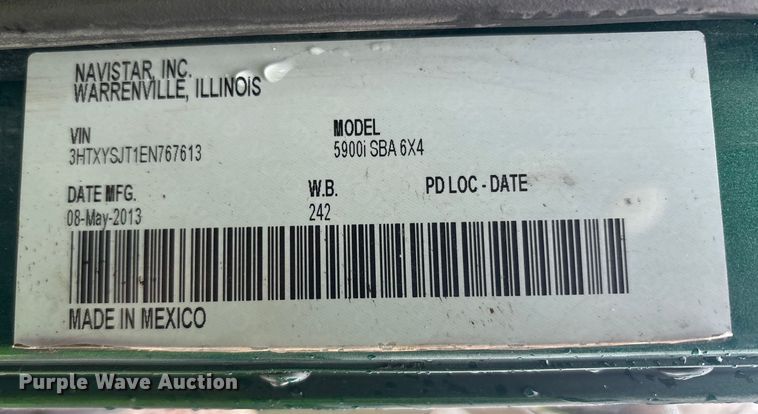 NAVISTAR, INC.
WARRENVILLE, ILLINOIS
VIN MODEL
3HTXYSJT1EN767613 5900i SBA 6X4
DATE MFG. W.B. PD LOC - DATE
08-May-2013 242
MADE IN MEXICO
Purple Wave Auction